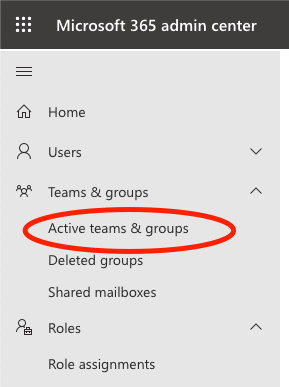 Microsoft 365 admin center
Home
Users
Teams & groups
Active teams & groups
Deleted groups
Shared mailboxes
Roles
Role assignments